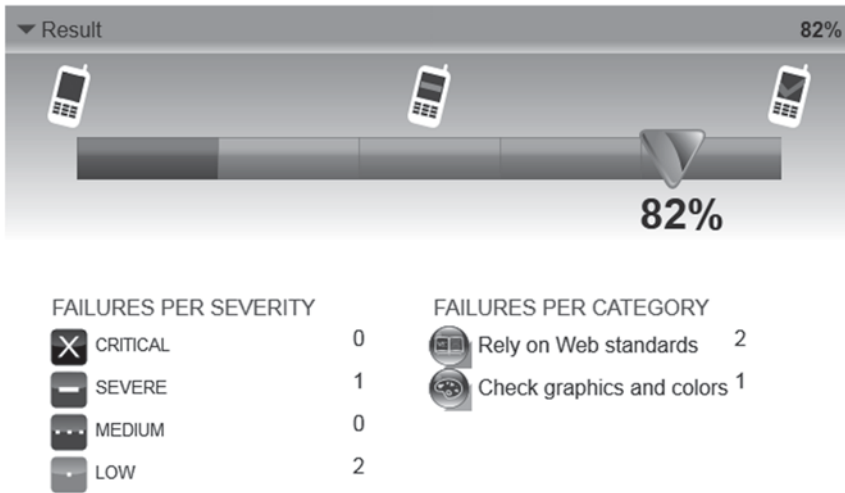 Result 82%
82%
FAILURES PER SEVERITY
CRITICAL 0
SEVERE 1
MEDIUM 0
LOW 2
FAILURES PER CATEGORY
Rely on Web standards 2
Check graphics and colors 1